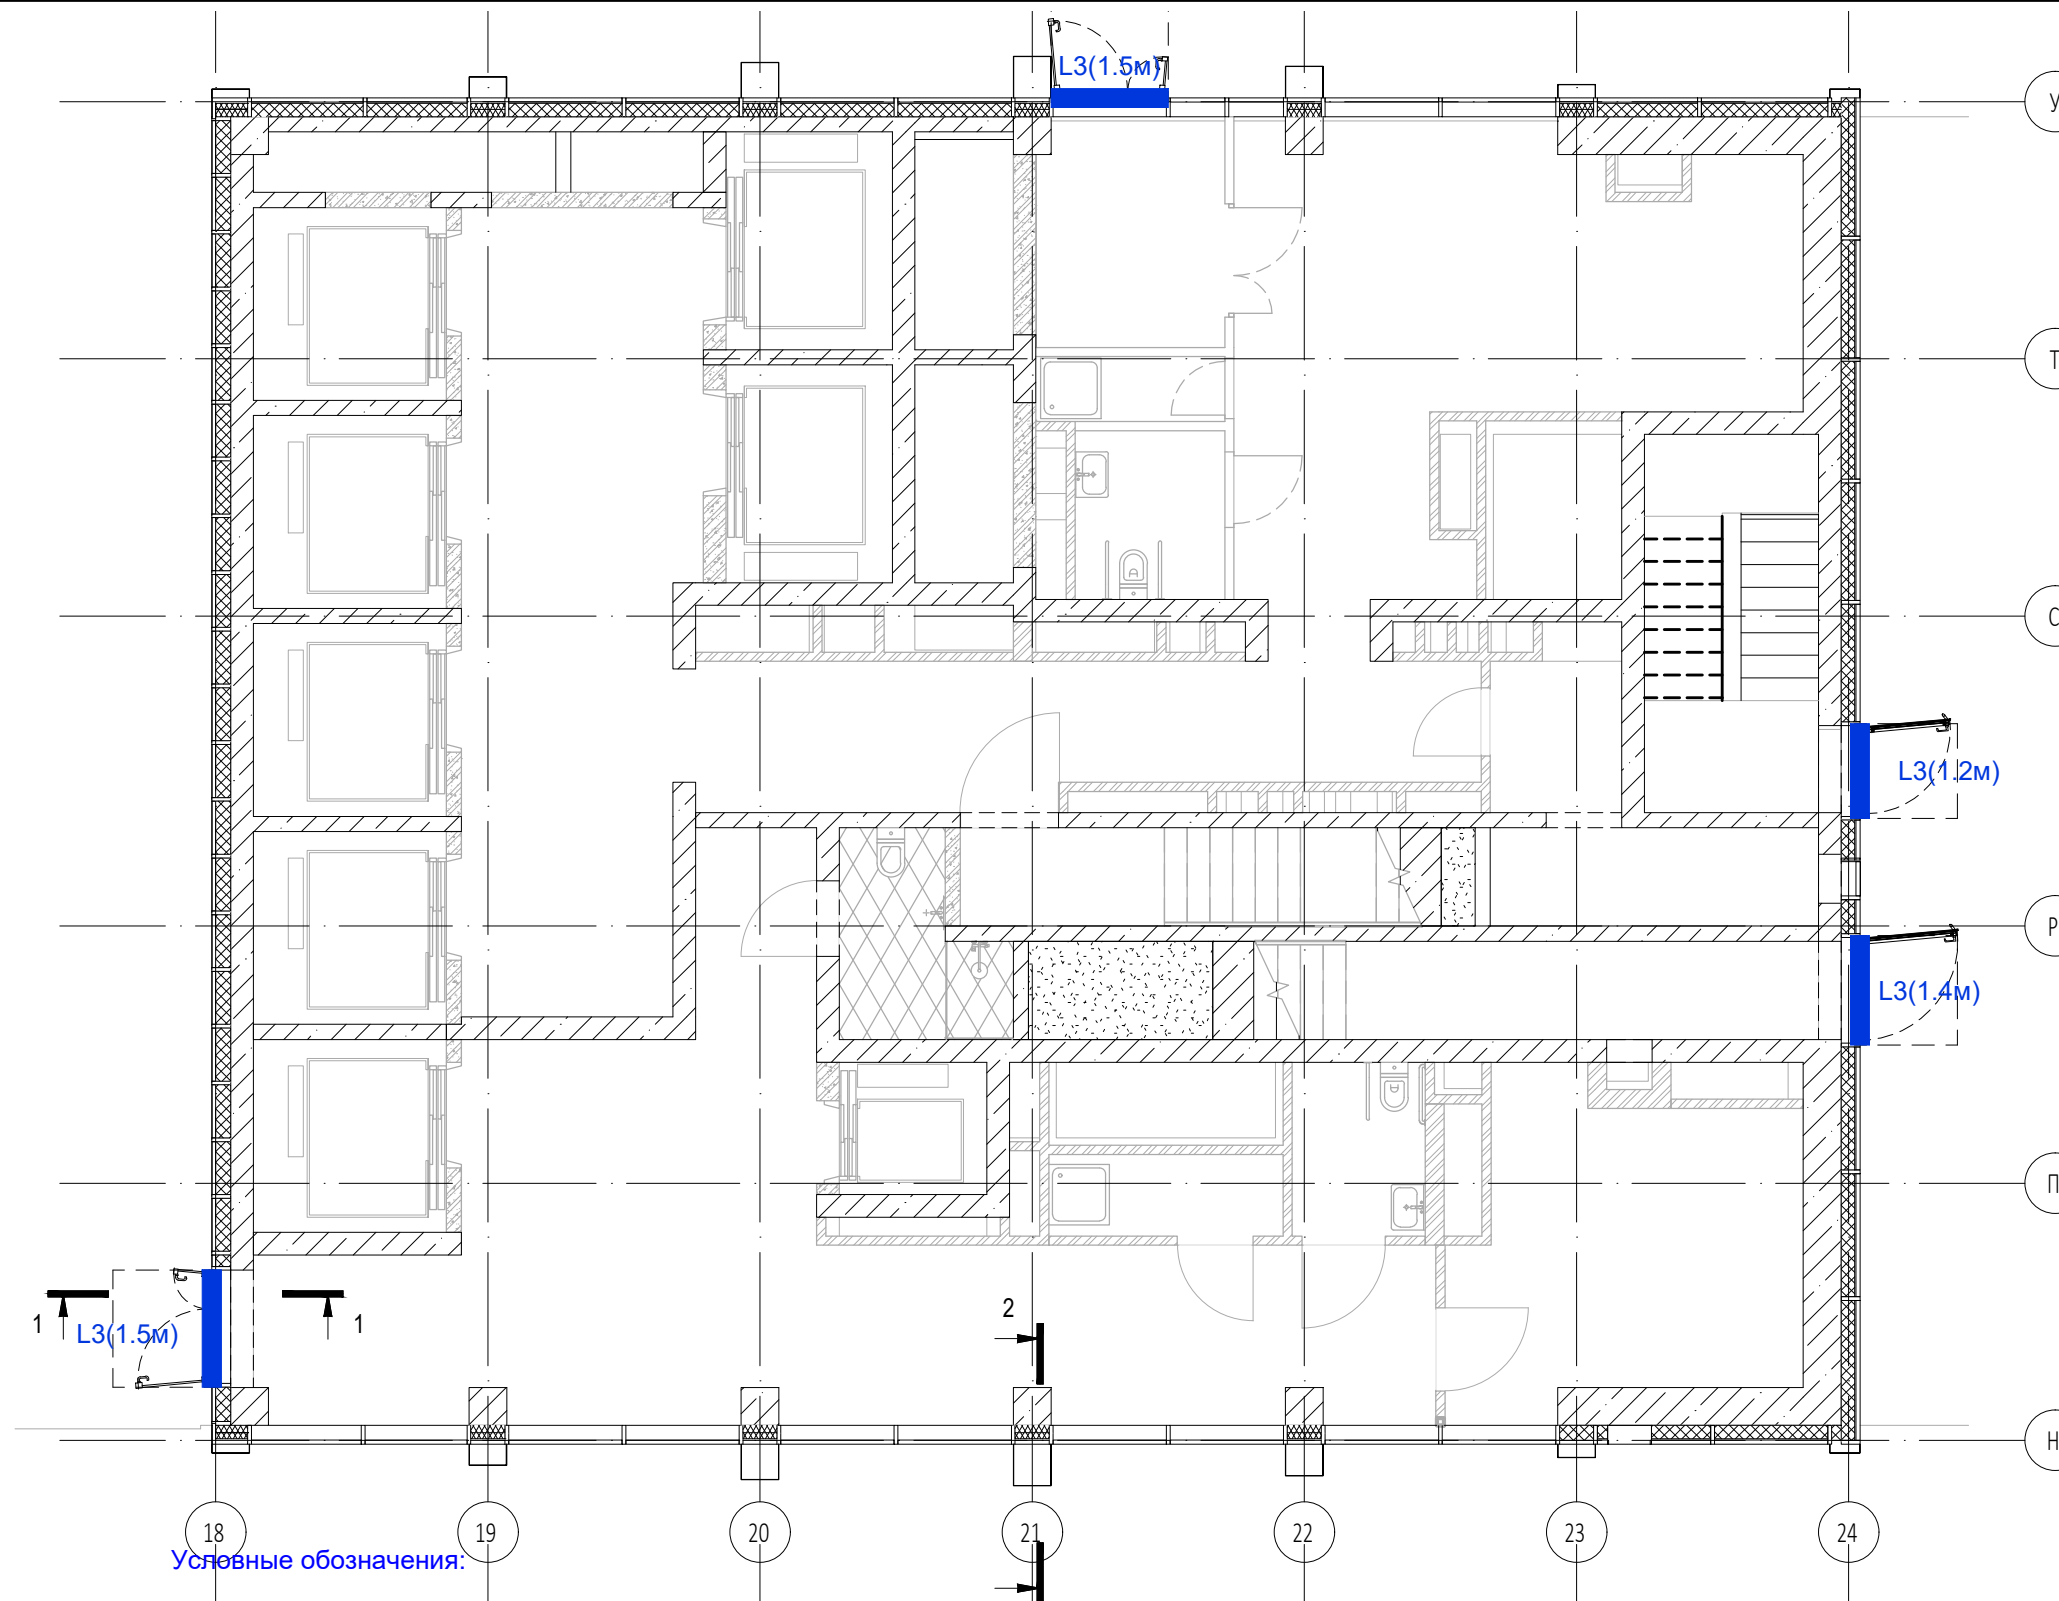 L3(1.5м)
У
Т
С
L3(1.2м)
Р
L3(1.4м)
П
1
1
L3(1.5м)
2
Н
18
19
20
21
22
23
24
Условные обозначения: